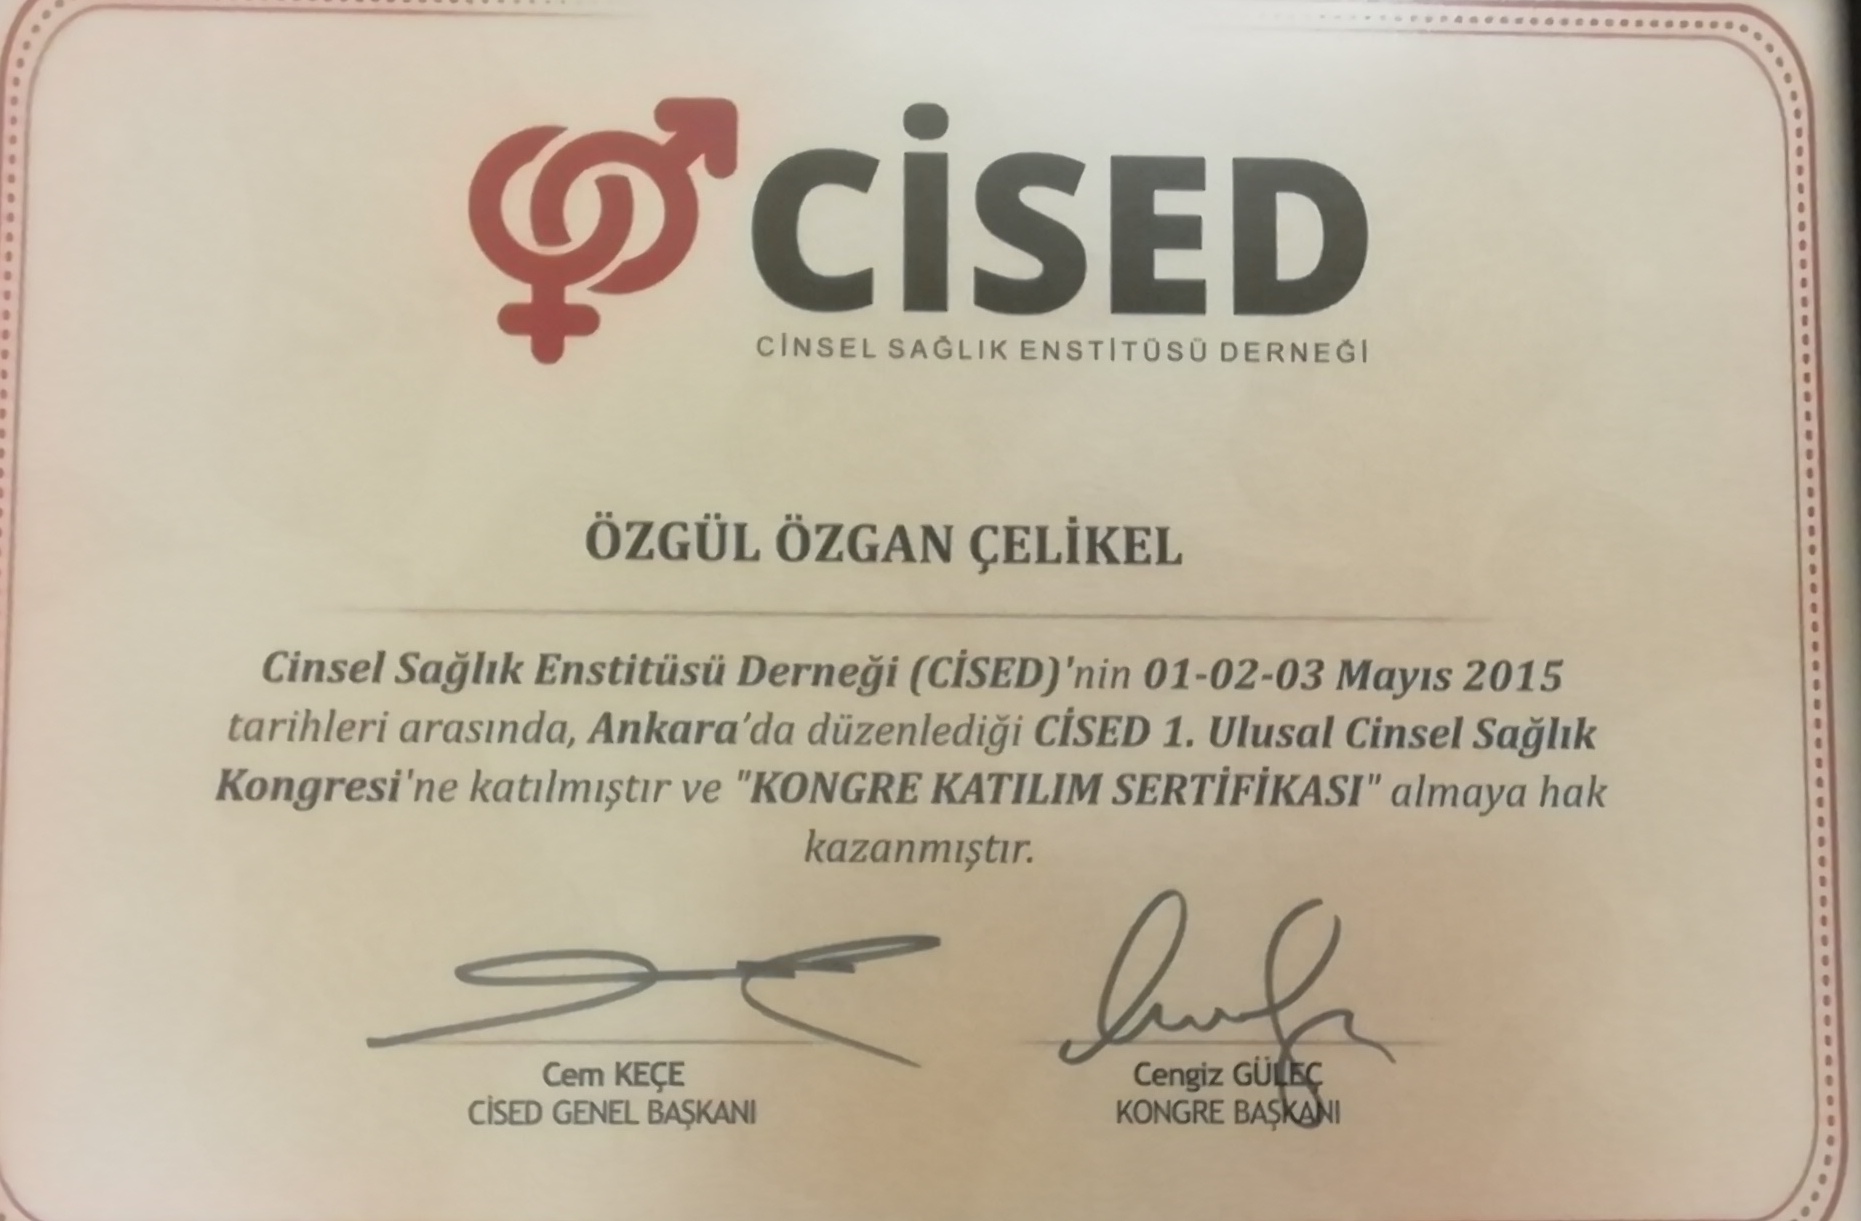 CİSED
CİNSEL SAĞLIK ENSTİTÜSÜ DERNEĞİ
ÖZGÜL ÖZGAN ÇELİKEL
Cinsel Sağlık Enstitüsü Derneği (CİSED)'nin 01-02-03 Mayıs 2015
tarihleri arasında, Ankara'da düzenlediği CİSED 1. Ulusal Cinsel Sağlık
Kongresi'ne katılmıştır ve "KONGRE KATILIM SERTİFİKASI" almaya hak
kazanmıştır.
Cem KEÇE
CİSED GENEL BAŞKANI
Cengiz GÜLEÇ
KONGRE BAŞKANI